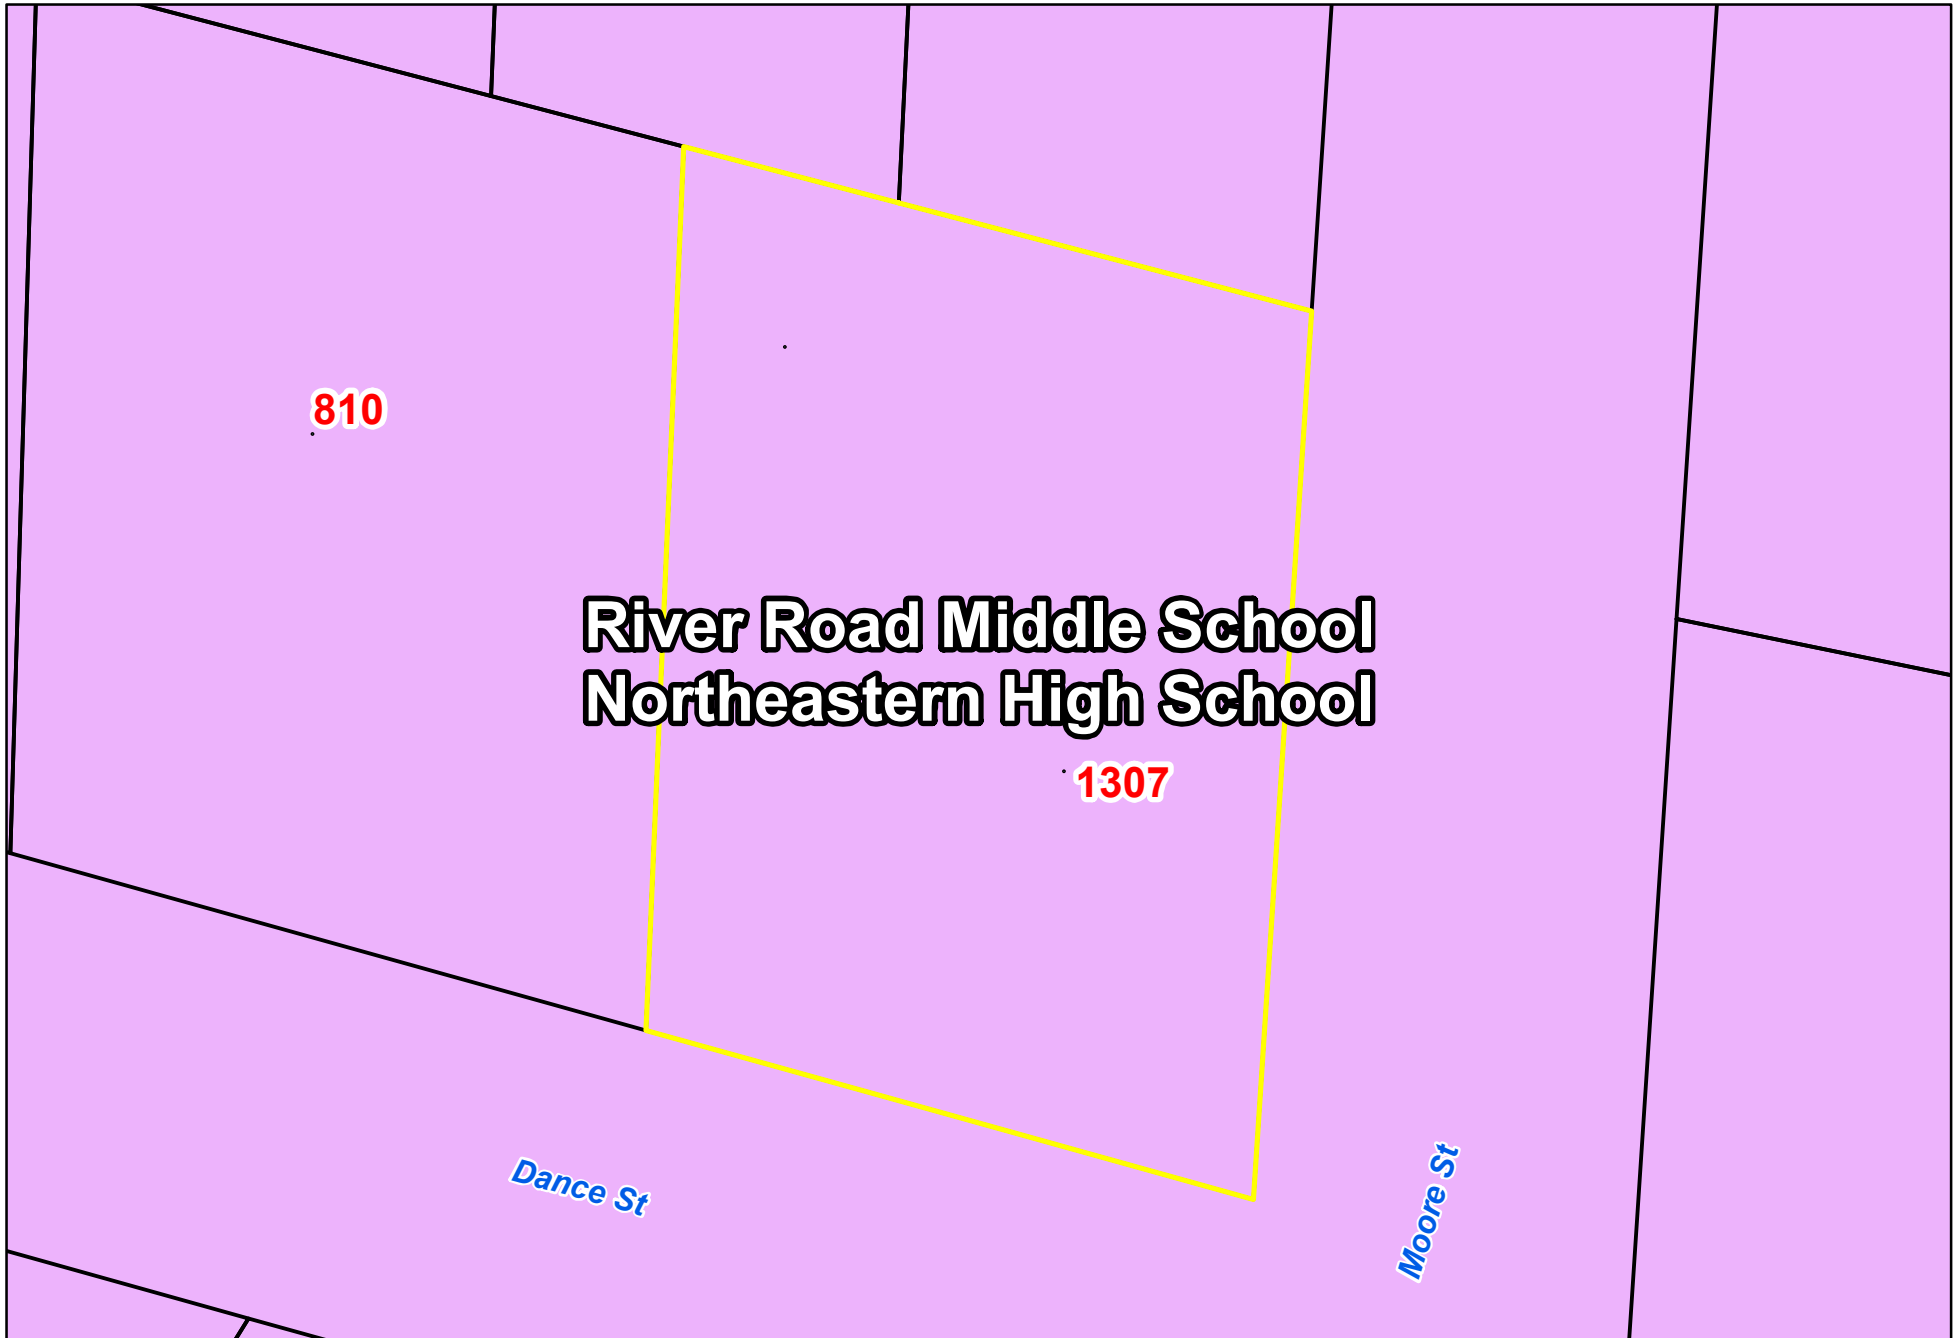 810
River Road Middle School
Northeastern High School
1307
Dance St
Moore St